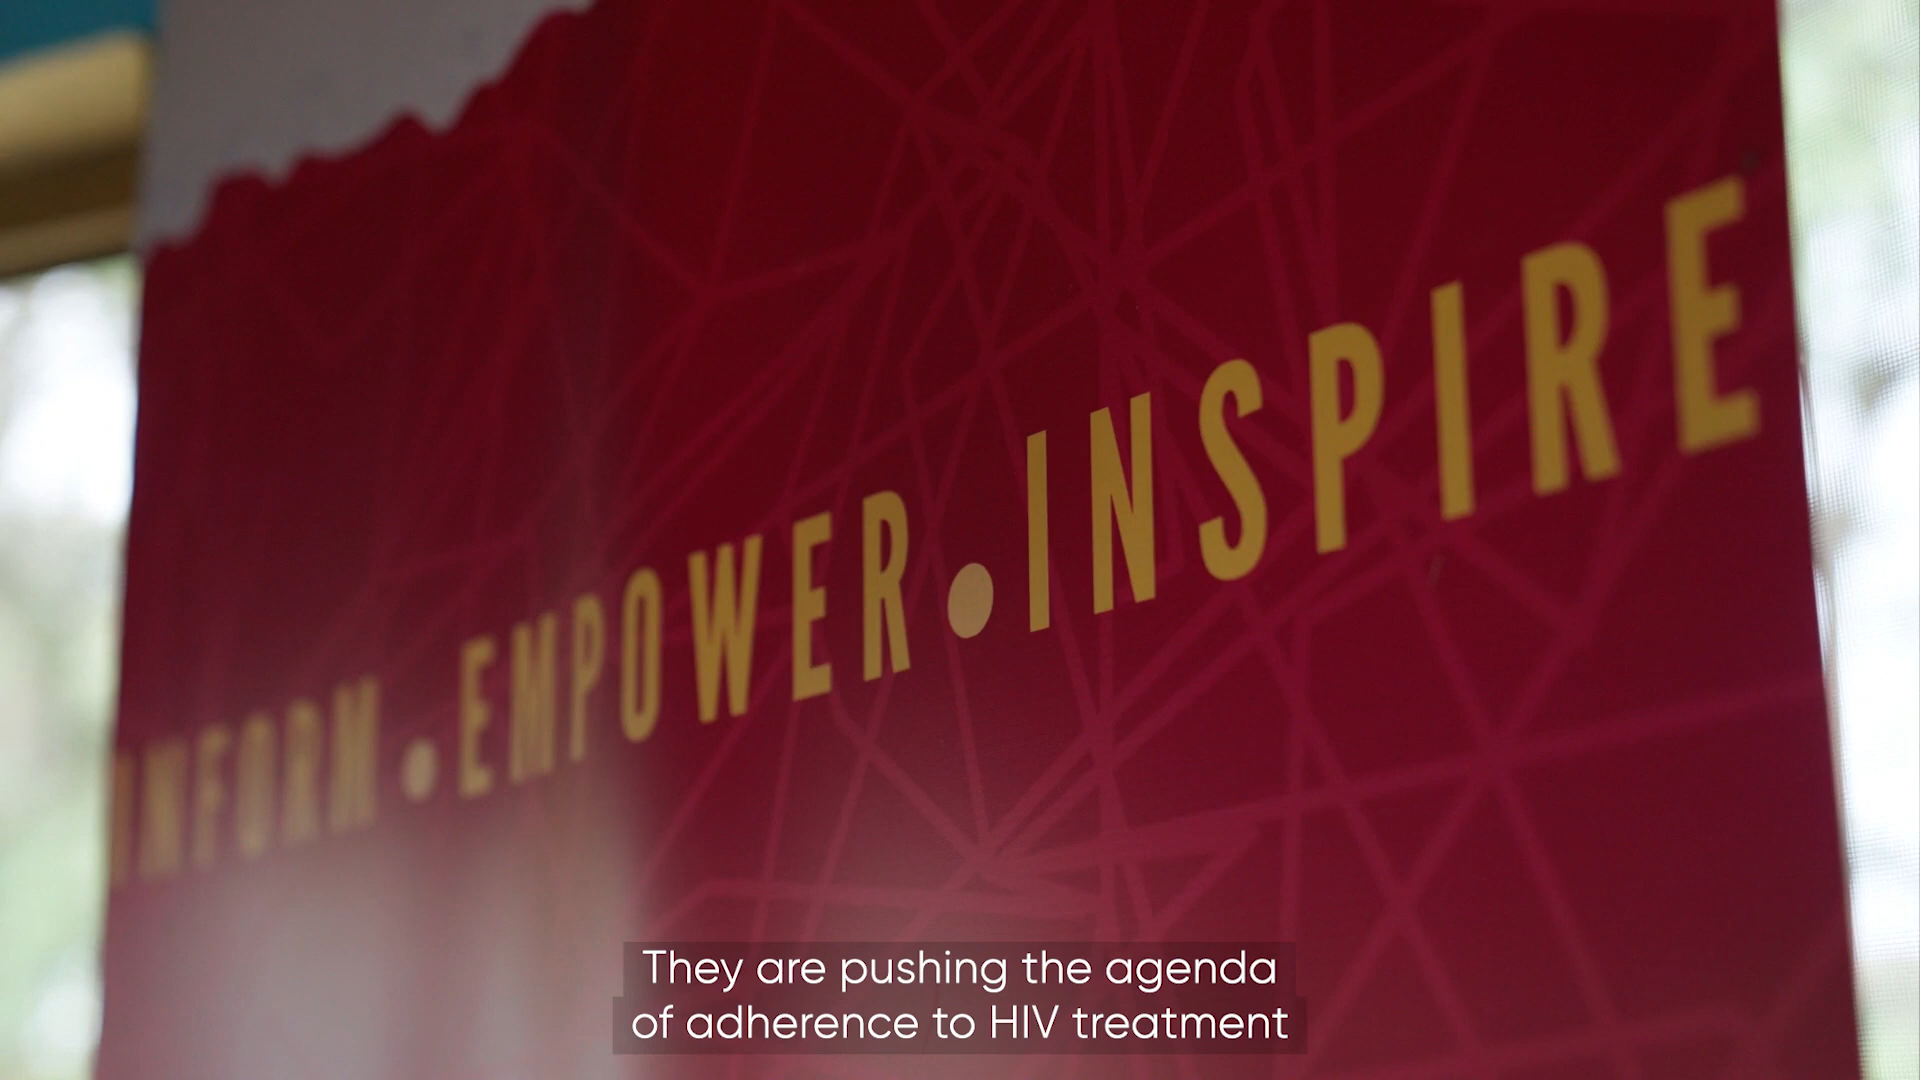 INFORM • EMPOWER • INSPIRE
They are pushing the agenda
of adherence to HIV treatment